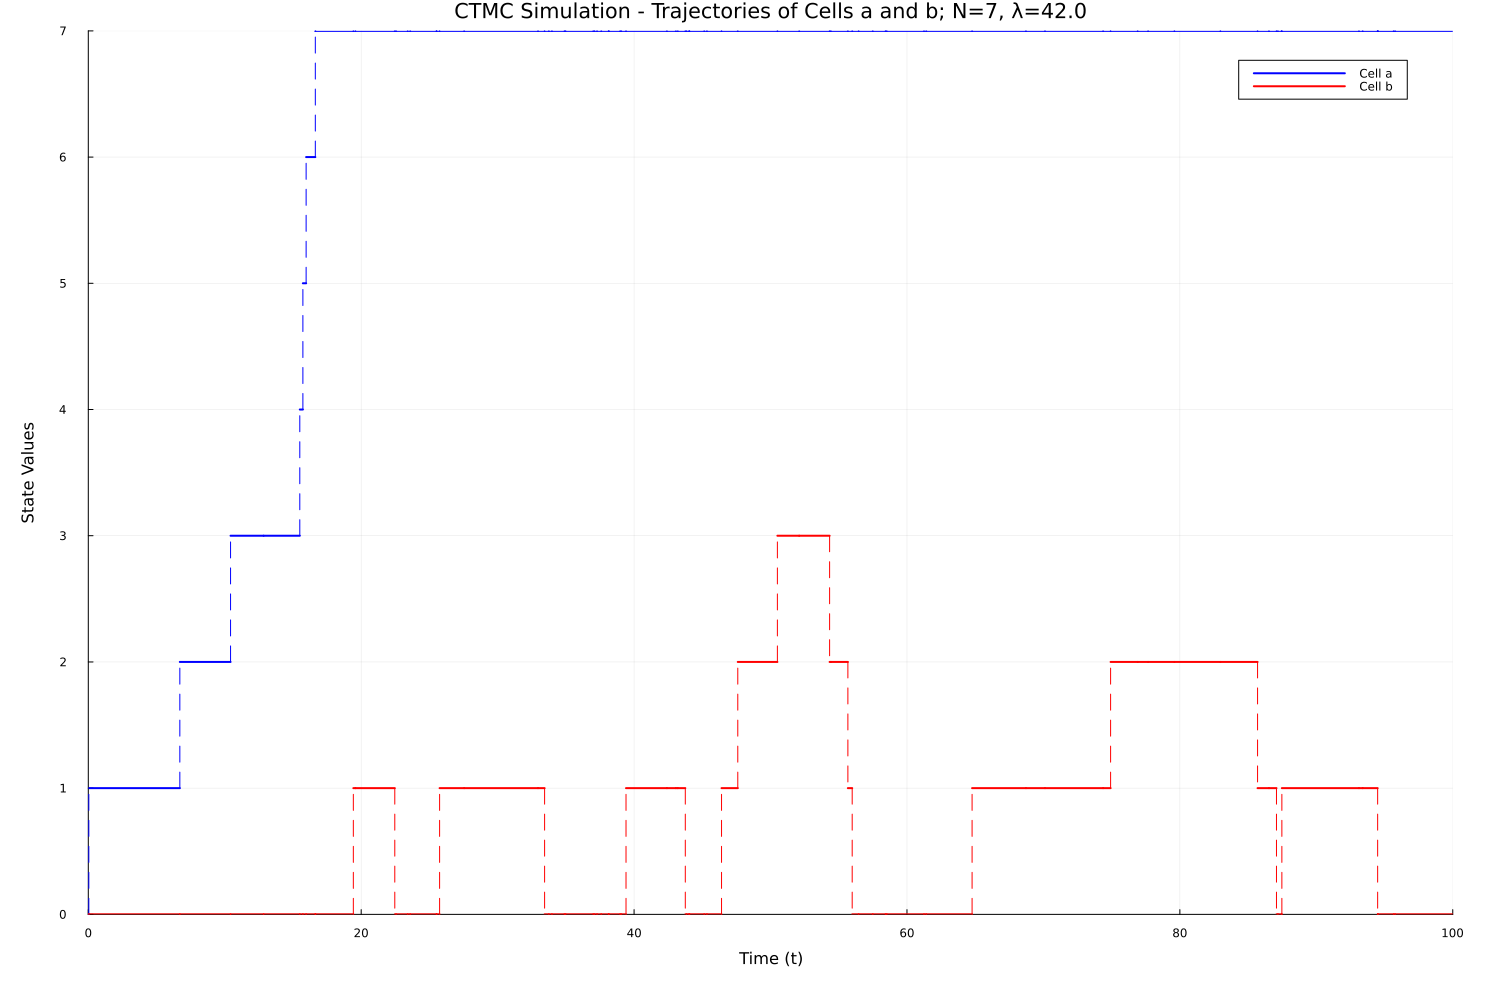 CTMC Simulation - Trajectories of Cells a and b; N=7, λ=42.0
7
Cell a
Cell b
6
5
4
State Values
3
2
1
0
0 20 40 60 80 100
Time (t)